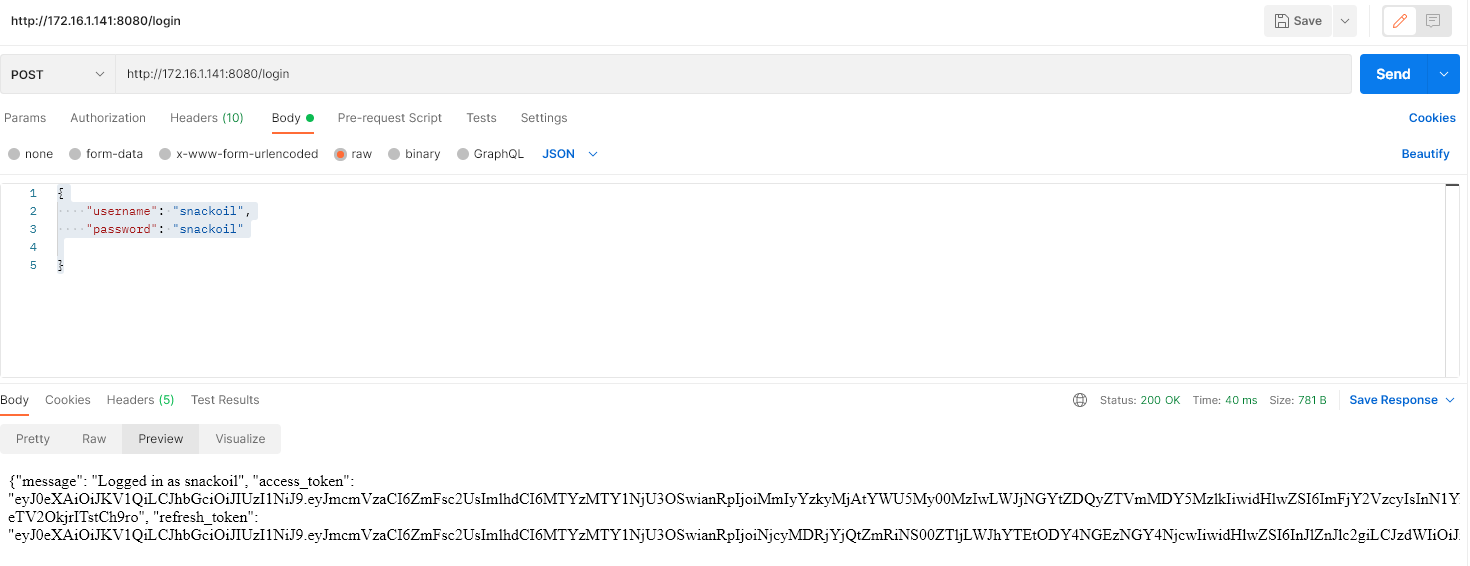 http://172.16.1.141:8080/login
Save
POST
http://172.16.1.141:8080/login
Send
Params Authorization Headers (10) Body Pre-request Script Tests Settings Cookies
none form-data x-www-form-urlencoded raw binary GraphQL JSON Beautify
1 {
2 "username": "snackoil",
3 "password": "snackoil"
4
5 }
Body Cookies Headers (5) Test Results Status: 200 OK Time: 40 ms Size: 781 B Save Response
Pretty Raw Preview Visualize
{"message": "Logged in as snackoil", "access_token":
"eyJ0eXAiOiJKV1QiLCJhbGciOiJIUzI1NiJ9.eyJmcmVzaCI6ZmFsc2UsImlhdCI6MTYzMTY1NjU3OSwianRpIjoiMmIyYzkyMjAtYWU5My00MzIwLWJjNGYtZDQyZTVmMDY5MzlkIiwidHlwZSI6ImFjY2VzcyIsInN1Y
eTV2OkjrITstCh9ro", "refresh_token":
"eyJ0eXAiOiJKV1QiLCJhbGciOiJIUzI1NiJ9.eyJmcmVzaCI6ZmFsc2UsImlhdCI6MTYzMTY1NjU3OSwianRpIjoiNjcyMDRjYjQtZmRiNS00ZTljLWJhYTEtODY4NGEzNGY4NjcwIiwidHlwZSI6InJlZnJlc2giLCJzdWIiOiJ